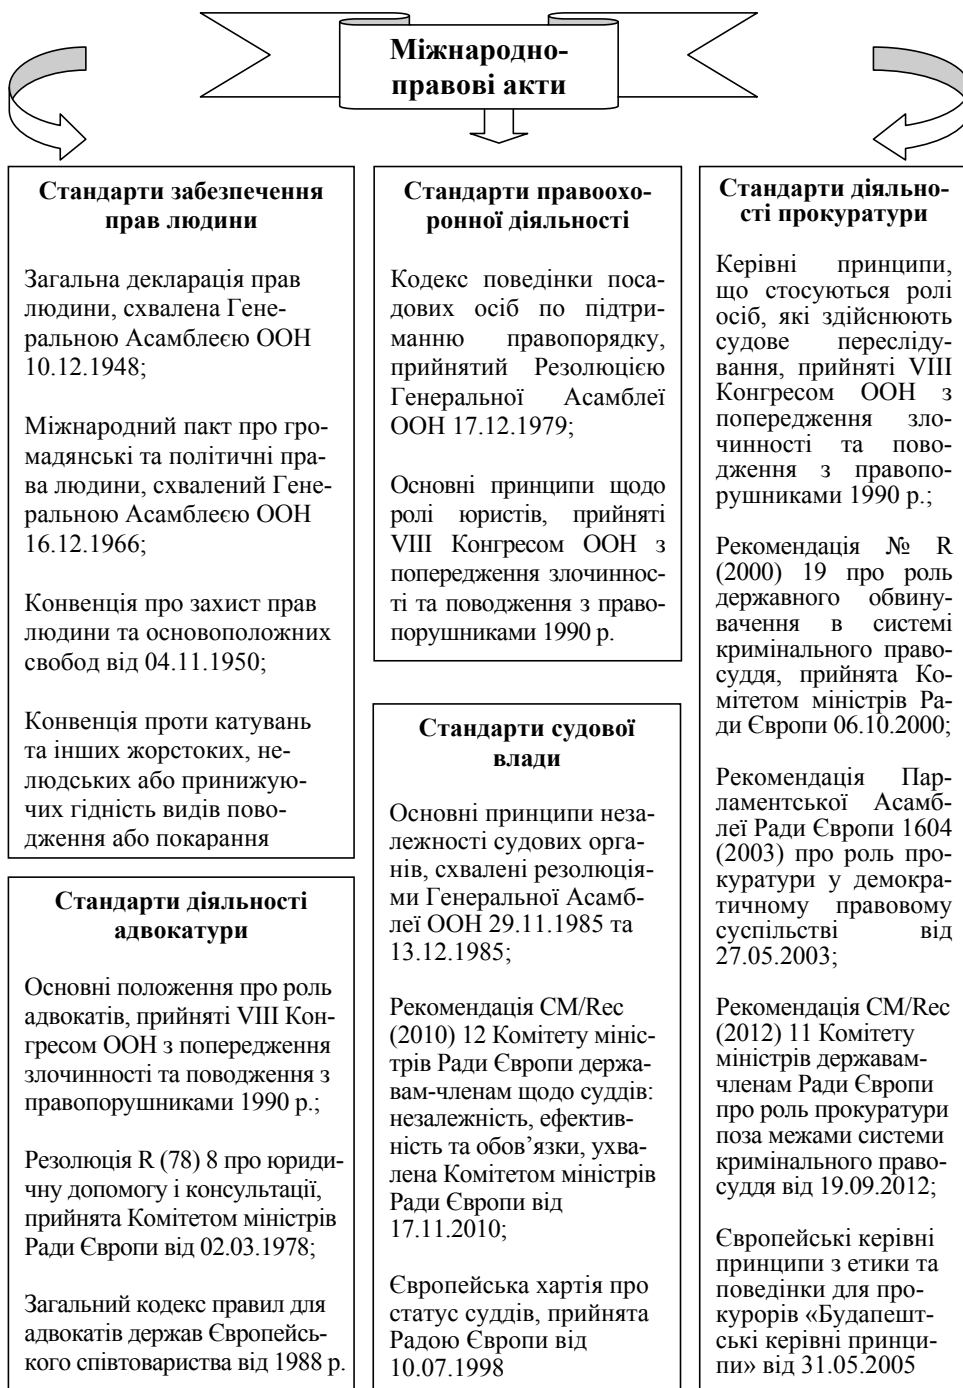 Міжнародно-
правові акти
Стандарти забезпечення
прав людини
Загальна декларація прав
людини, схвалена Гене-
ральною Асамблеєю ООН
10.12.1948;
Міжнародний пакт про гро-
мадянські та політичні пра-
ва людини, схвалений Гене-
ральною Асамблеєю ООН
16.12.1966;
Конвенція про захист прав
людини та основоположних
свобод від 04.11.1950;
Конвенція проти катувань
та інших жорстоких, не-
людських або принижую-
чих гідність видів пово-
дження або покарання
Стандарти діяльності
адвокатури
Основні положення про роль
адвокатів, прийняті VIII Кон-
гресом ООН з попередження
злочинності та поводження з
правопорушниками 1990 р.;
Резолюція R (78) 8 про юриди-
чну допомогу і консультації,
прийнята Комітетом міністрів
Ради Європи від 02.03.1978;
Загальний кодекс правил для
адвокатів держав Європейсь-
кого співтовариства від 1988 р.
Стандарти правоохо-
ронної діяльності
Кодекс поведінки поса-
дових осіб по підтри-
манню правопорядку,
прийнятий Резолюцією
Генеральної Асамблеї
ООН 17.12.1979;
Основні принципи щодо
ролі юристів, прийняті
VIII Конгресом ООН з
попередження злочиннос-
ті та поводження з право-
порушниками 1990 р.
Стандарти судової
влади
Основні принципи неза-
лежності судових орга-
нів, схвалені резолюція-
ми Генеральної Асамб-
леї ООН 29.11.1985 та
13.12.1985;
Рекомендація CM/Rec
(2010) 12 Комітету мініс-
трів Ради Європи держа-
вам-членам щодо суддів:
незалежність, ефектив-
ність та обов’язки, ухва-
лена Комітетом міністрів
Ради Європи від
17.11.2010;
Європейська хартія про
статус суддів, прийнята
Радою Європи від
10.07.1998
Стандарти діяльно-
сті прокуратури
Керівні принципи,
що стосуються ролі
осіб, які здійснюють
судове пересліду-
вання, прийняті VIII
Конгресом ООН з
попередження зло-
чинності та пово-
дження з правопо-
рушниками 1990 р.;
Рекомендація № R
(2000) 19 про роль
державного обвину-
вачення в системі
кримінального право-
суддя, прийнята Ко-
мітетом міністрів Ра-
ди Європи 06.10.2000;
Рекомендація Пар-
ламентської Асамб-
леї Ради Європи 1604
(2003) про роль про-
куратури у демокра-
тичному правовому
суспільстві від
27.05.2003;
Рекомендація CM/Rec
(2012) 11 Комітету
міністрів державам-
членам Ради Європи
про роль прокуратури
поза межами системи
кримінального право-
суддя від 19.09.2012;
Європейські керівні
принципи з етики та
поведінки для про-
курорів «Будапешт-
ські керівні принци-
пи» від 31.05.2005